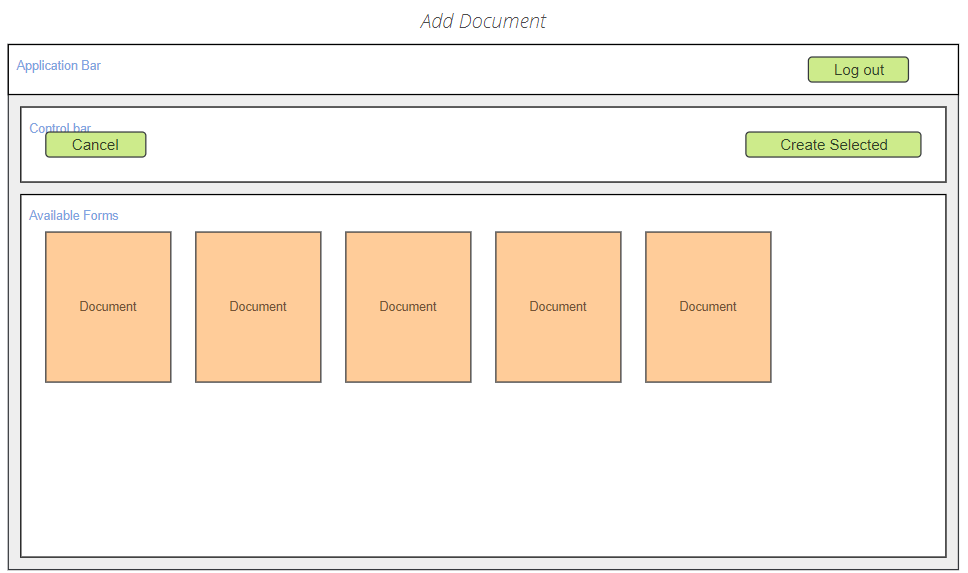 Add Document
Application Bar
Log out
Control bar
Cancel
Create Selected
Available Forms
Document
Document
Document
Document
Document